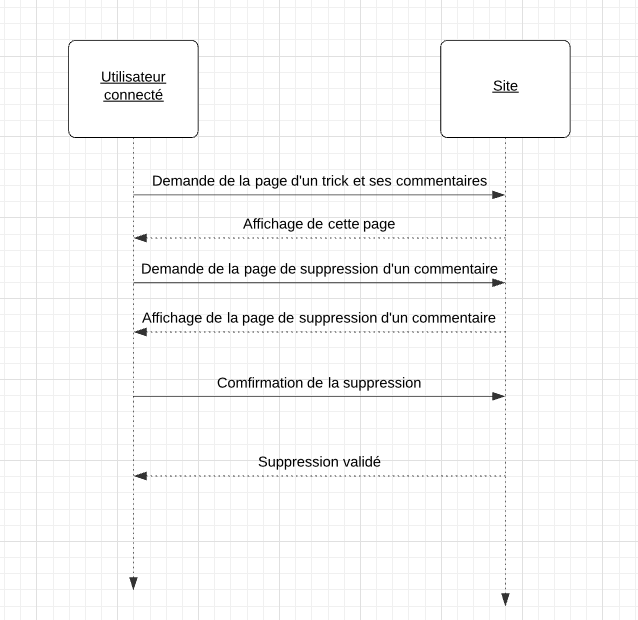 Utilisateur
connecté
Site
Demande de la page d'un trick et ses commentaires
Affichage de cette page
Demande de la page de suppression d'un commentaire
Affichage de la page de suppression d'un commentaire
Comfirmation de la suppression
Suppression validé